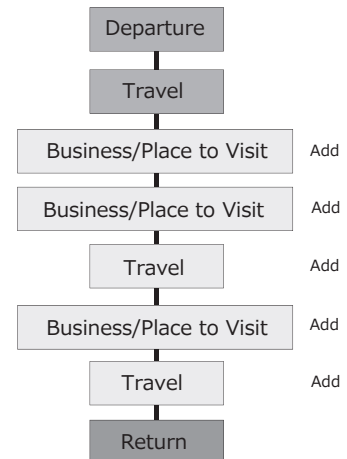 Departure
Travel
Business/Place to Visit Add
Business/Place to Visit Add
Travel Add
Business/Place to Visit Add
Travel Add
Return